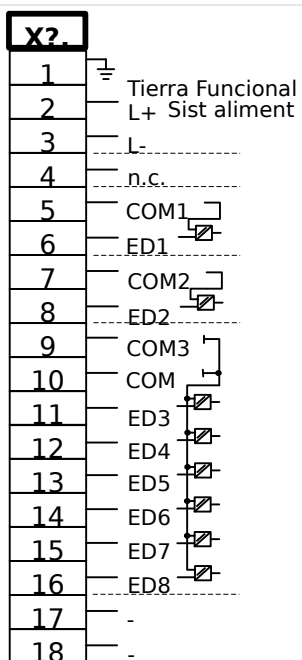 X?.
1
Tierra Funcional
2 L+ Sist aliment
3 L-
4 n.c.
5 COM1
6 ED1
7 COM2
8 ED2
9 COM3
10 COM
11 ED3
12 ED4
13 ED5
14 ED6
15 ED7
16 ED8
17 -
18 -